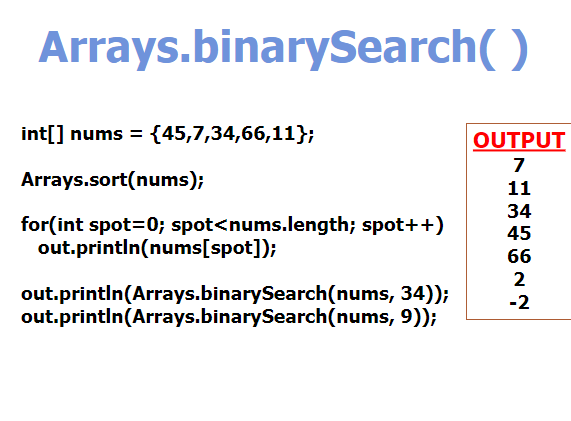 Arrays.binarySearch( )
int[] nums = {45,7,34,66,11};
Arrays.sort(nums);
for(int spot=0; spot<nums.length; spot++)
out.println(nums[spot]);
out.println(Arrays.binarySearch(nums, 34));
out.println(Arrays.binarySearch(nums, 9));
OUTPUT
7
11
34
45
66
2
-2